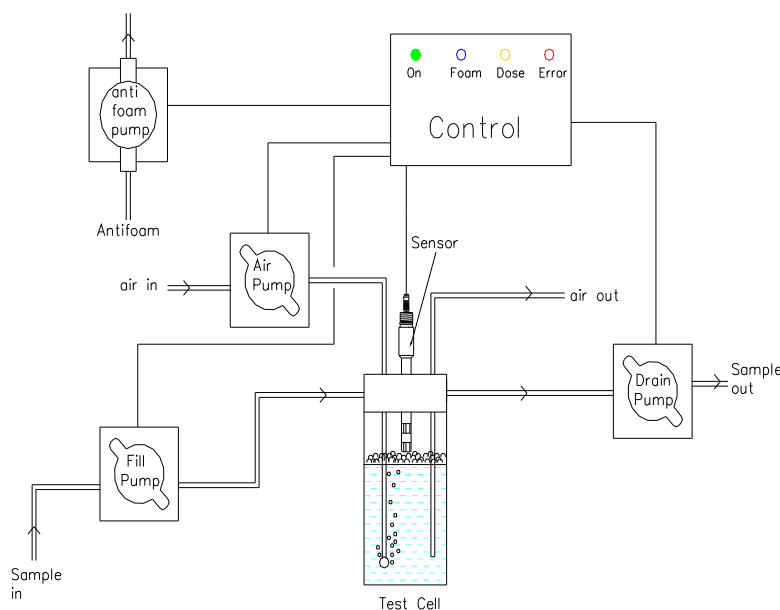 On Foam Dose Error
Control
anti
foam
pump
Antifoam
Sensor
Air
Pump
air in
air out
Sample
out
Drain
Pump
Fill
Pump
Sample
in
Test Cell